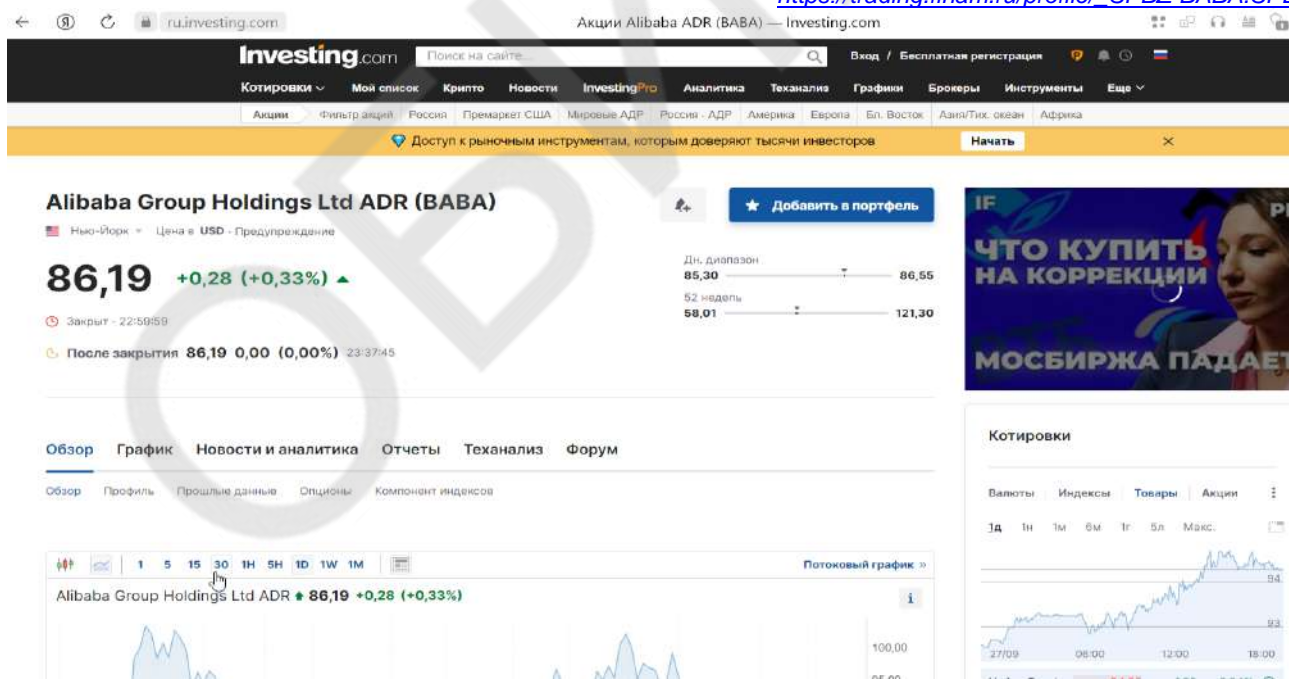 https://trading.finam.ru/profile/_SPBZ-BABA.SPB
ru.investing.com
Акции Alibaba ADR (BABA) — Investing.com
Investing.com
Поиск на сайте...
Вход / Бесплатная регистрация
Котировки Мой список Крипто Новости InvestingPro Аналитика Теханализ Графики Брокеры Инструменты Еще
Акции Фильтр акций Россия Премаркет США Мировые АДР Россия - АДР Америка Европа Бл. Восток Азия/Тих. океан Африка
Доступ к рыночным инструментам, которым доверяют тысячи инвесторов
Начать
ОБИ
Alibaba Group Holdings Ltd ADR (BABA)
Добавить в портфель
Нью-Йорк Цена в USD - Предупреждение
86,19 +0,28 (+0,33%)
Дн. диапазон
85,30 86,55
52 недель
58,01 121,30
Закрыт - 22:59:59
После закрытия 86,19 0,00 (0,00%) 23:37:45
IF
ЧТО КУПИТЬ
НА КОРРЕКЦИИ
МОСБИРЖА ПАДАЕТ
Обзор График Новости и аналитика Отчеты Теханализ Форум
Обзор Профиль Прошлые данные Опционы Компонент индексов
Котировки
Валюты Индексы Товары Акции
1д 1н 1м 6м 1г 5л Макс.
1 5 15 30 1H 5H 1D 1W 1M
Потоковый график »
Alibaba Group Holdings Ltd ADR 86,19 +0,28 (+0,33%)
100,00
94
93
27/09 06:00 12:00 18:00